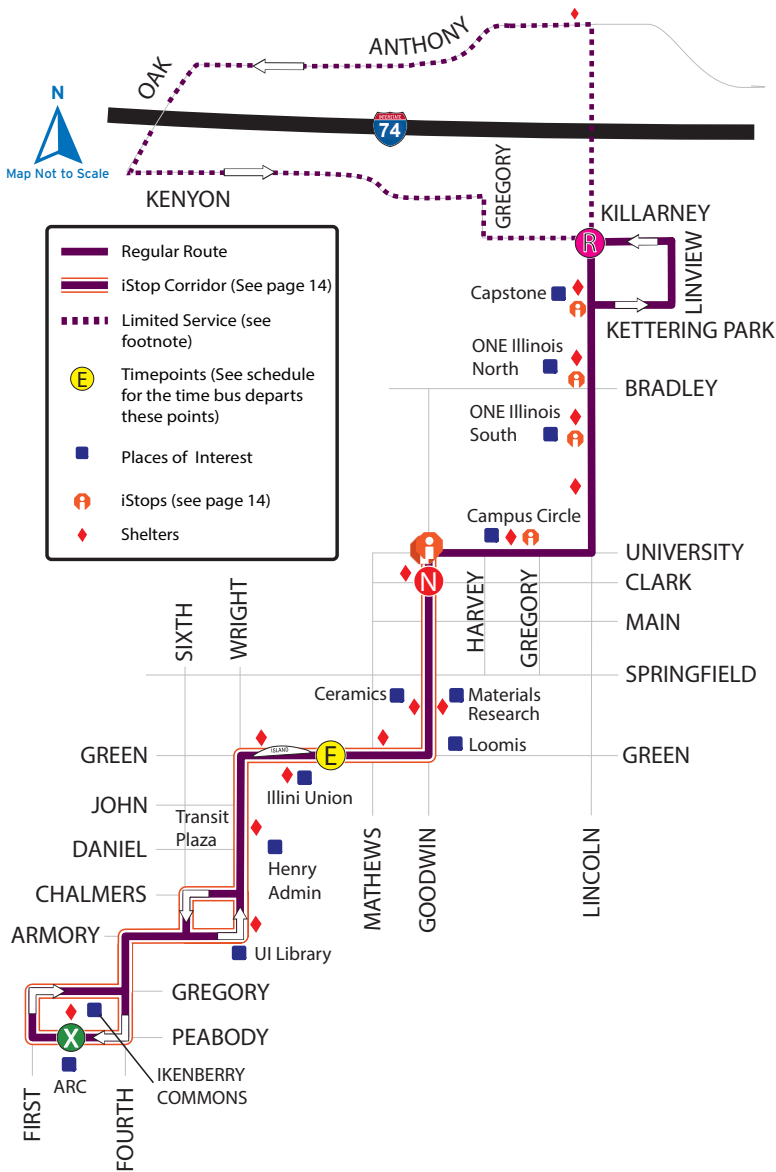 ANTHONY
OAK
N
Map Not to Scale
INTERSTATE
74
KENYON
GREGORY
KILLARNEY
R
LINVIEW
KETTERING PARK
Regular Route
iStop Corridor (See page 14)
Limited Service (see
footnote)
E
Timepoints (See schedule
for the time bus departs
these points)
Places of Interest
i
iStops (see page 14)
Shelters
Capstone
i
ONE Illinois
North
i
BRADLEY
ONE Illinois
South
i
Campus Circle
i
i
UNIVERSITY
N
CLARK
HARVEY
GREGORY
MAIN
SIXTH
WRIGHT
SPRINGFIELD
Ceramics
Materials
Research
Loomis
GREEN
ISLAND
E
GREEN
Illini Union
JOHN
Transit
Plaza
DANIEL
Henry
Admin
MATHEWS
GOODWIN
LINCOLN
CHALMERS
ARMORY
UI Library
GREGORY
X
PEABODY
ARC
IKENBERRY
COMMONS
FIRST
FOURTH